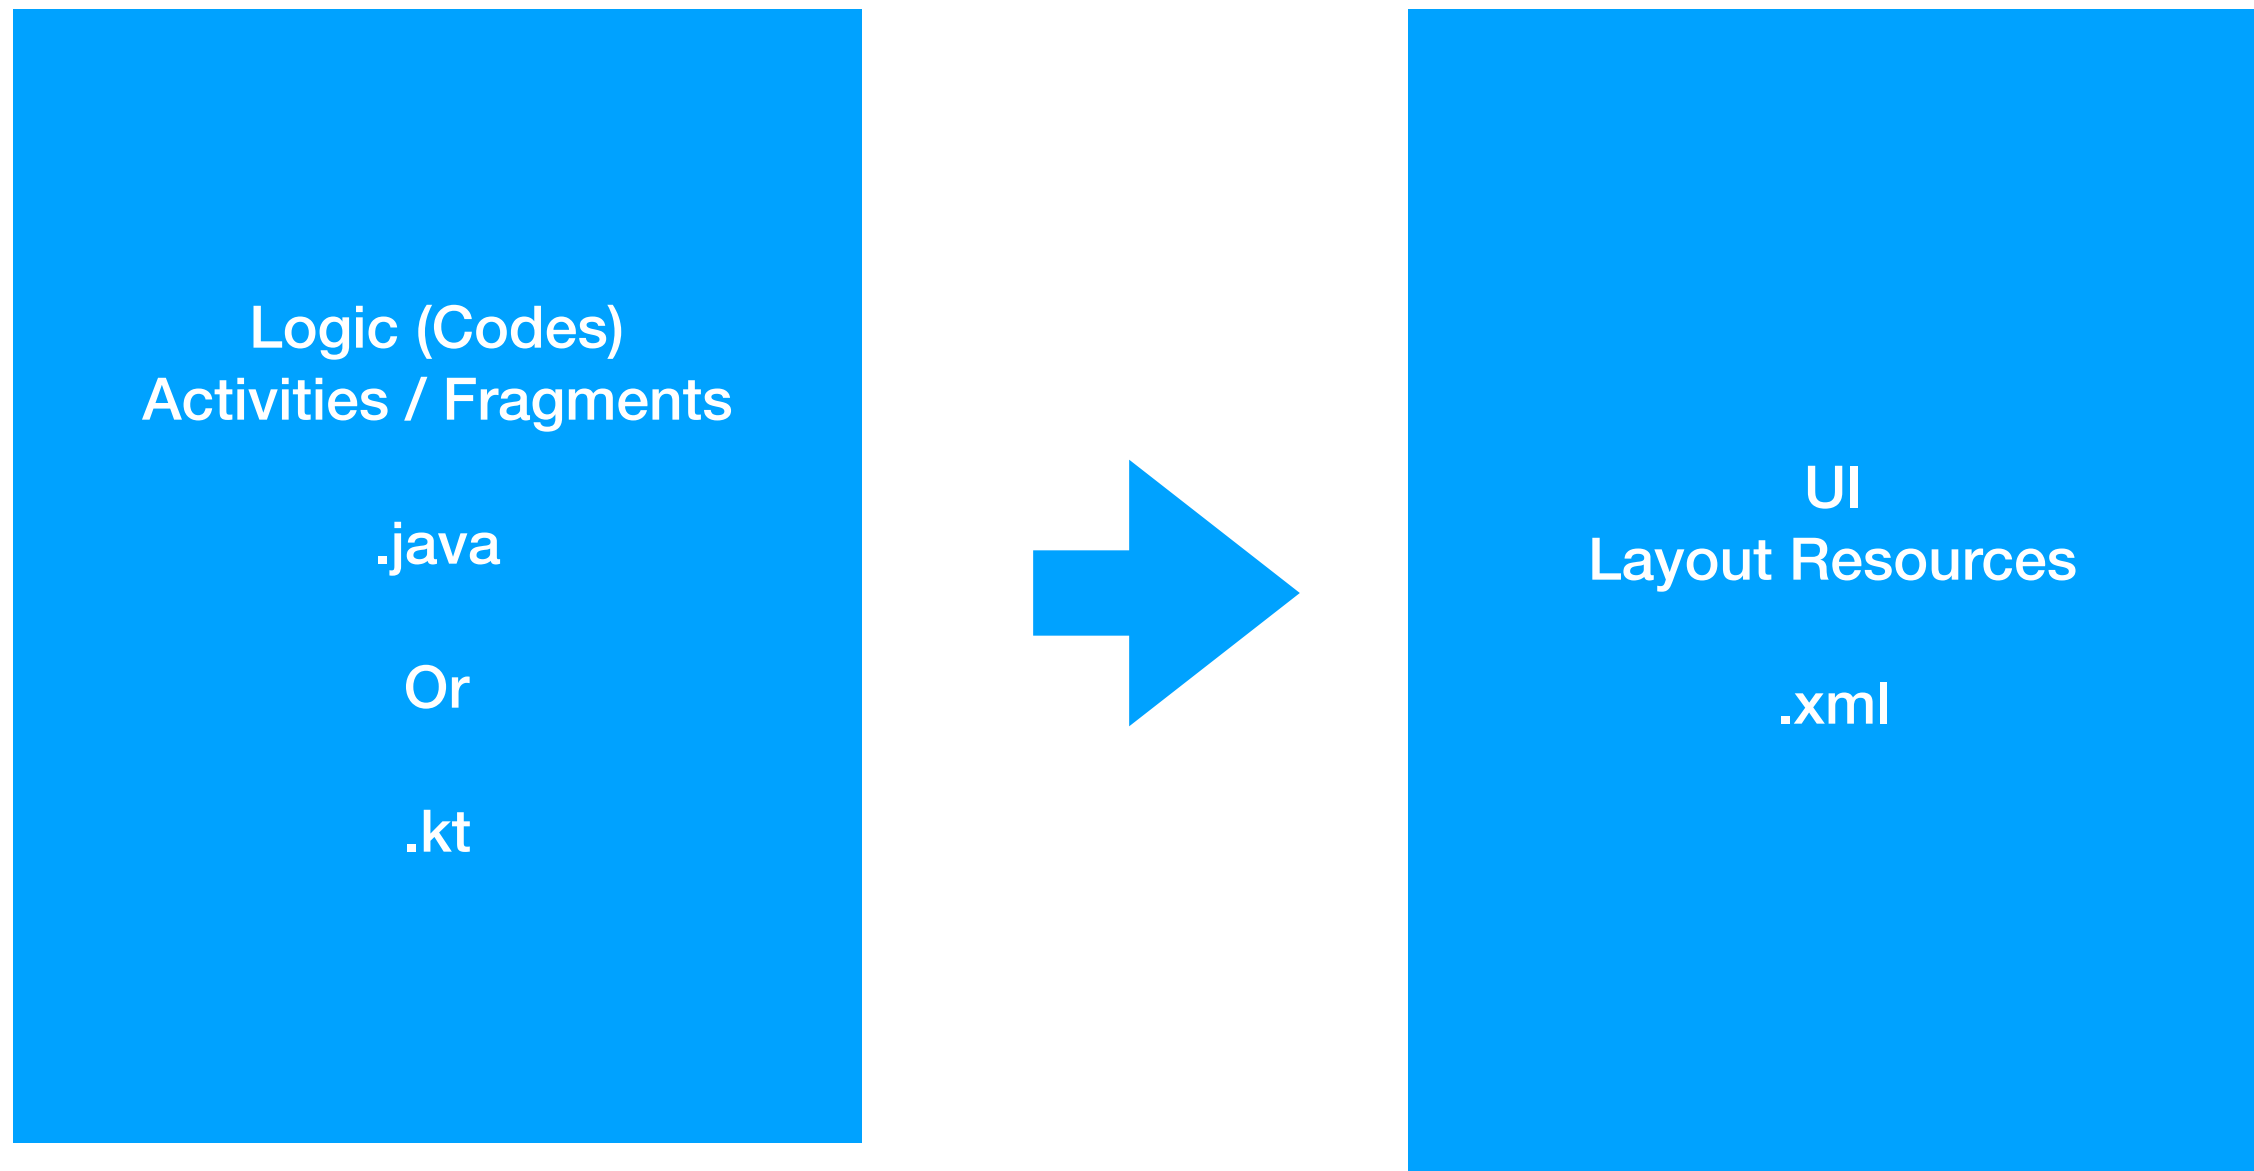 Logic (Codes)
Activities / Fragments
.java
Or
.kt
UI
Layout Resources
.xml